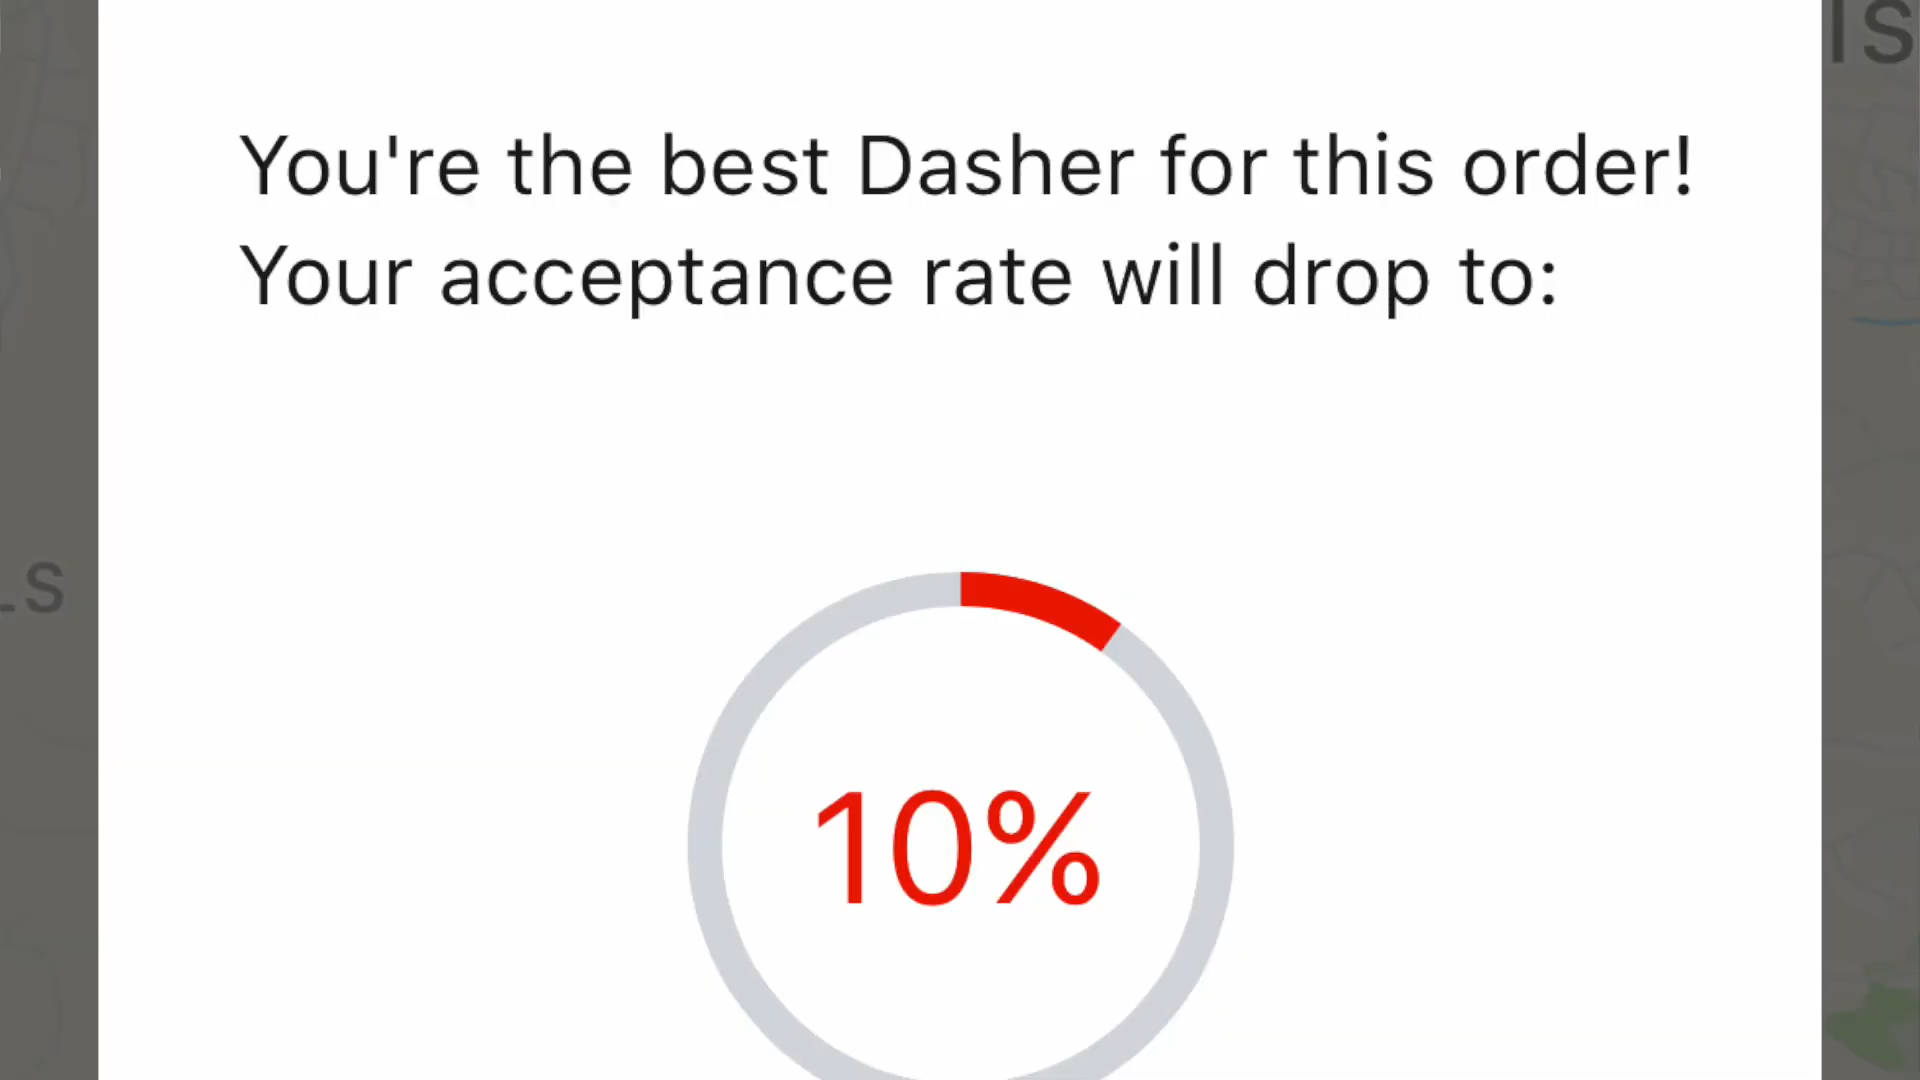 You're the best Dasher for this order!
Your acceptance rate will drop to:
10%